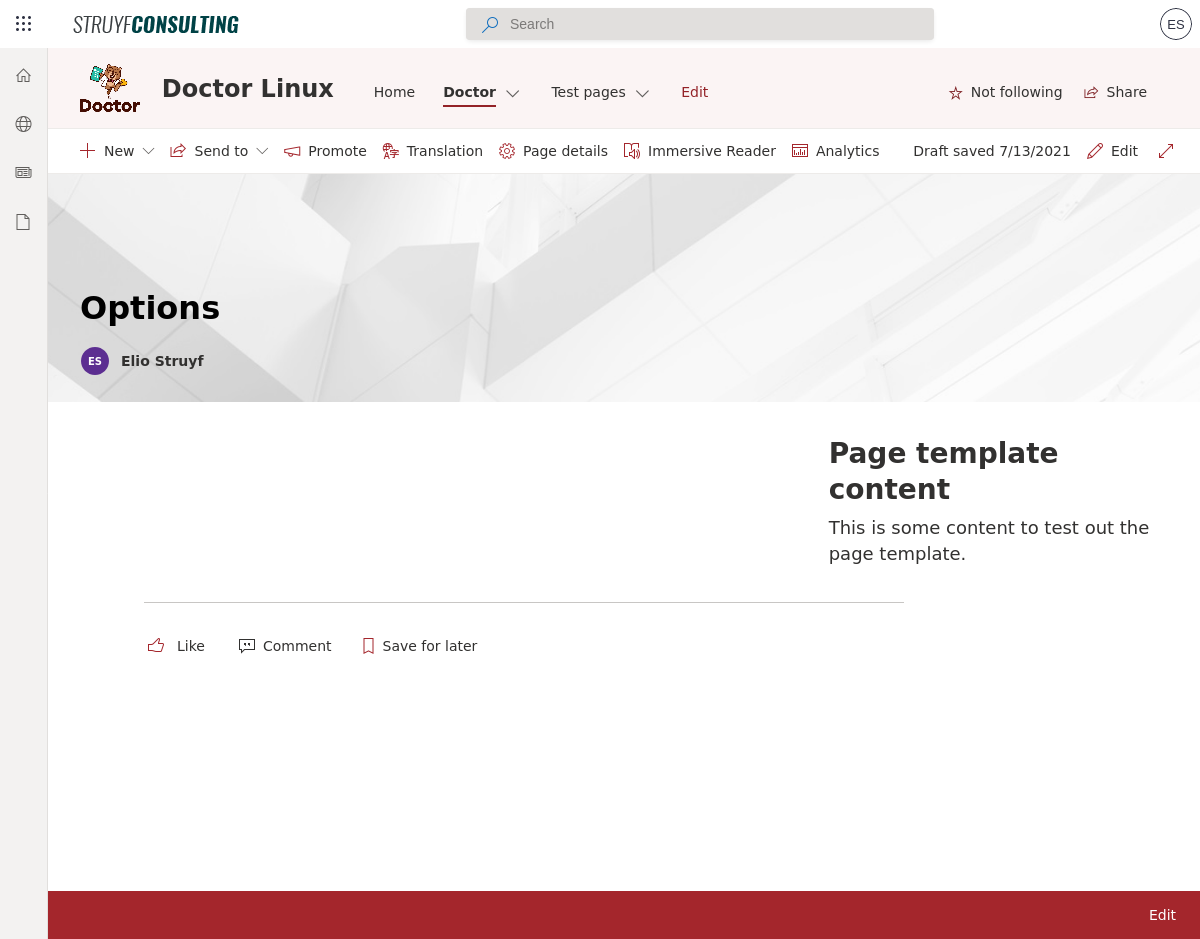 STRUYFCONSULTING
Search
ES
Doctor
Doctor Linux
Home
Doctor
Test pages
Edit
Not following
Share
New
Send to
Promote
Translation
Page details
Immersive Reader
Analytics
Draft saved 7/13/2021
Edit
Options
ES
Elio Struyf
Page template
content
This is some content to test out the
page template.
Like
Comment
Save for later
Edit